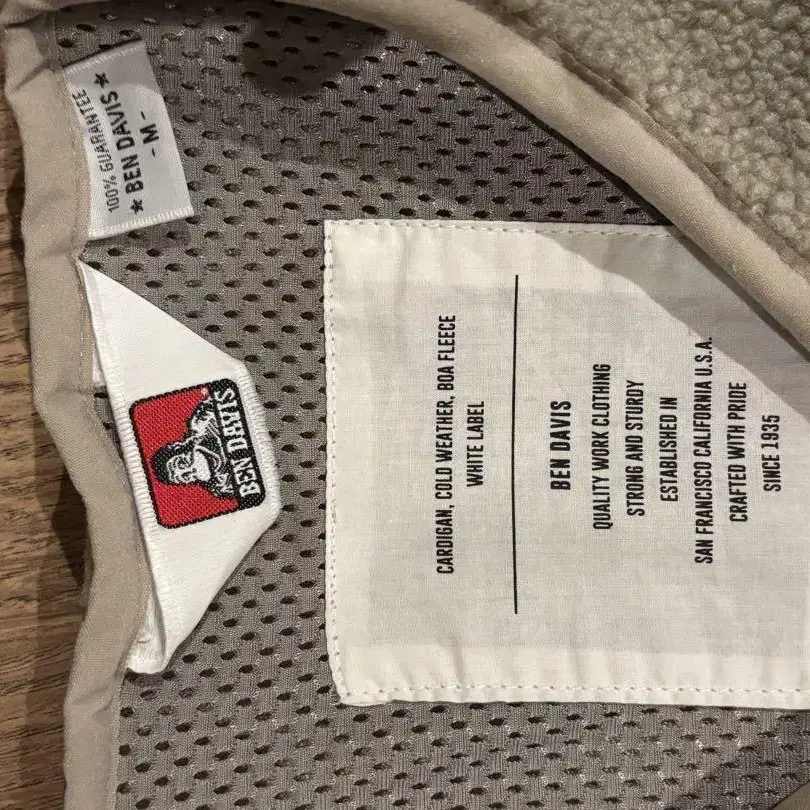 100% GUARANTEE
★ BEN DAVIS ★
- M -
BEN DAVIS
CARDIGAN, COLD WEATHER, BOA FLEECE
WHITE LABEL
BEN DAVIS
QUALITY WORK CLOTHING
STRONG AND STURDY
ESTABLISHED IN
SAN FRANCISCO CALIFORNIA U.S.A.
CRAFTED WITH PRIDE
SINCE 1935